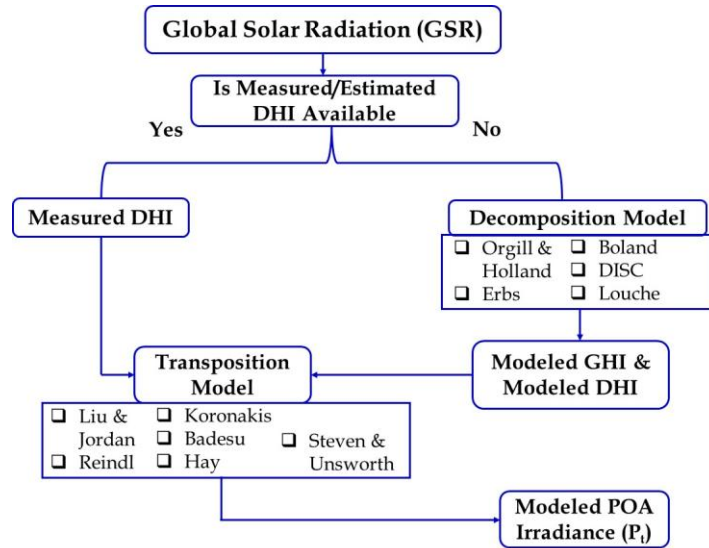 Global Solar Radiation (GSR)
Is Measured/Estimated
DHI Available
Yes
No
Measured DHI
Decomposition Model
❑ Orgill &
Holland
❑ Erbs
❑ Boland
❑ DISC
❑ Louche
Transposition
Model
Modeled GHI &
Modeled DHI
❑ Liu &
Jordan
❑ Reindl
❑ Koronakis
❑ Badesu
❑ Hay
❑ Steven &
Unsworth
Modeled POA
Irradiance (Pt)